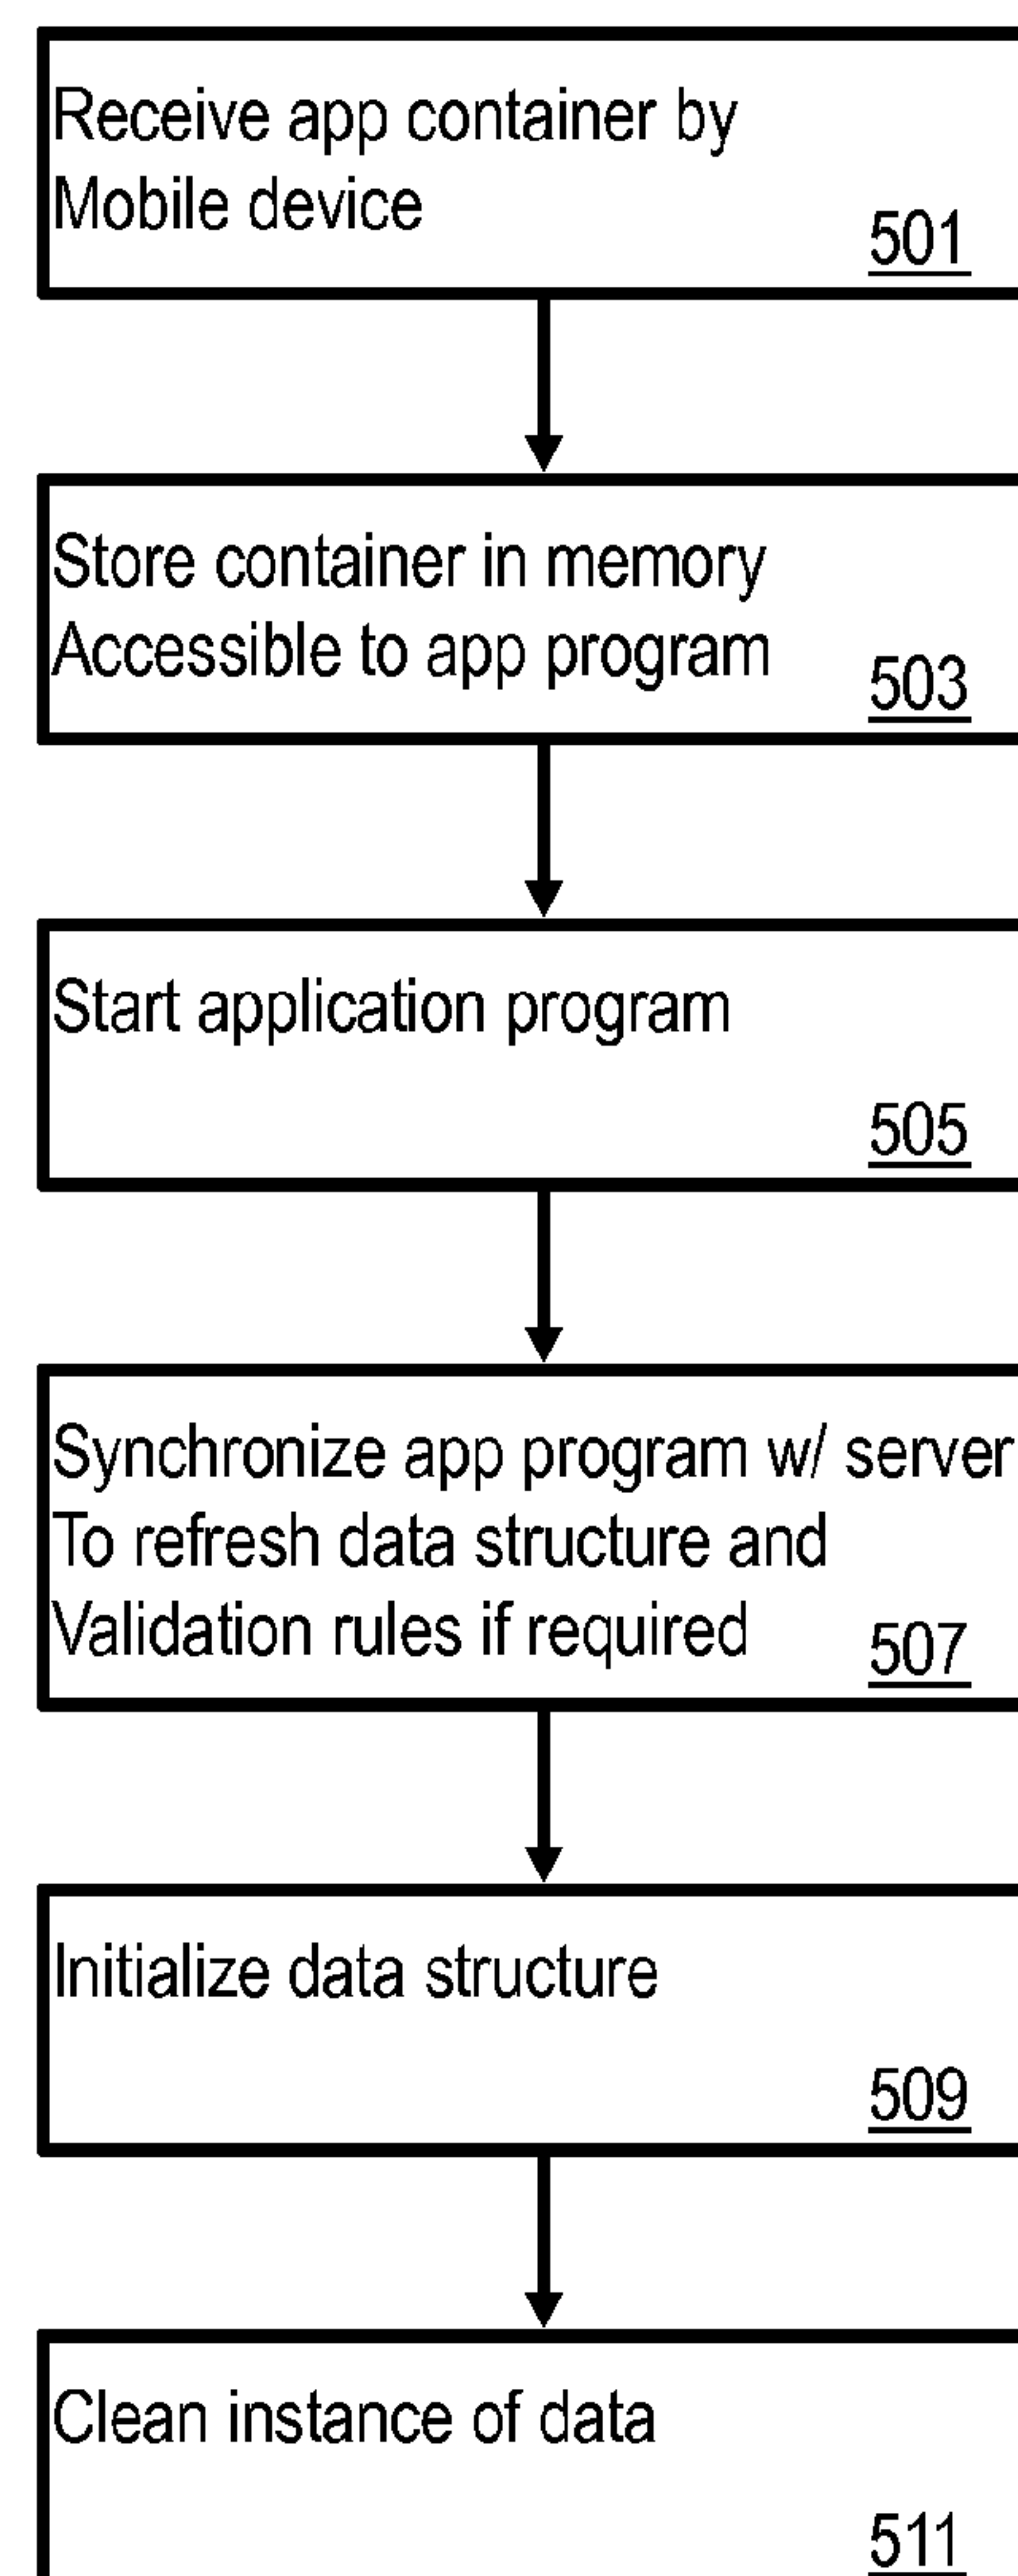 Receive app container by
Mobile device
501
Store container in memory
Accessible to app program
503
Start application program
505
Synchronize app program w/ server
To refresh data structure and
Validation rules if required
507
Initialize data structure
509
Clean instance of data
511